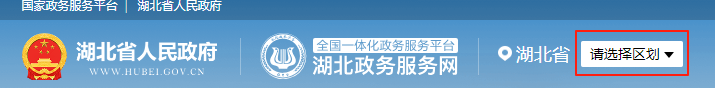 国家政务服务平台 | 湖北省人民政府
湖北省人民政府
WWW.HUBEI.GOV.CN
全国一体化政务服务平台
湖北政务服务网
湖北省
请选择区划